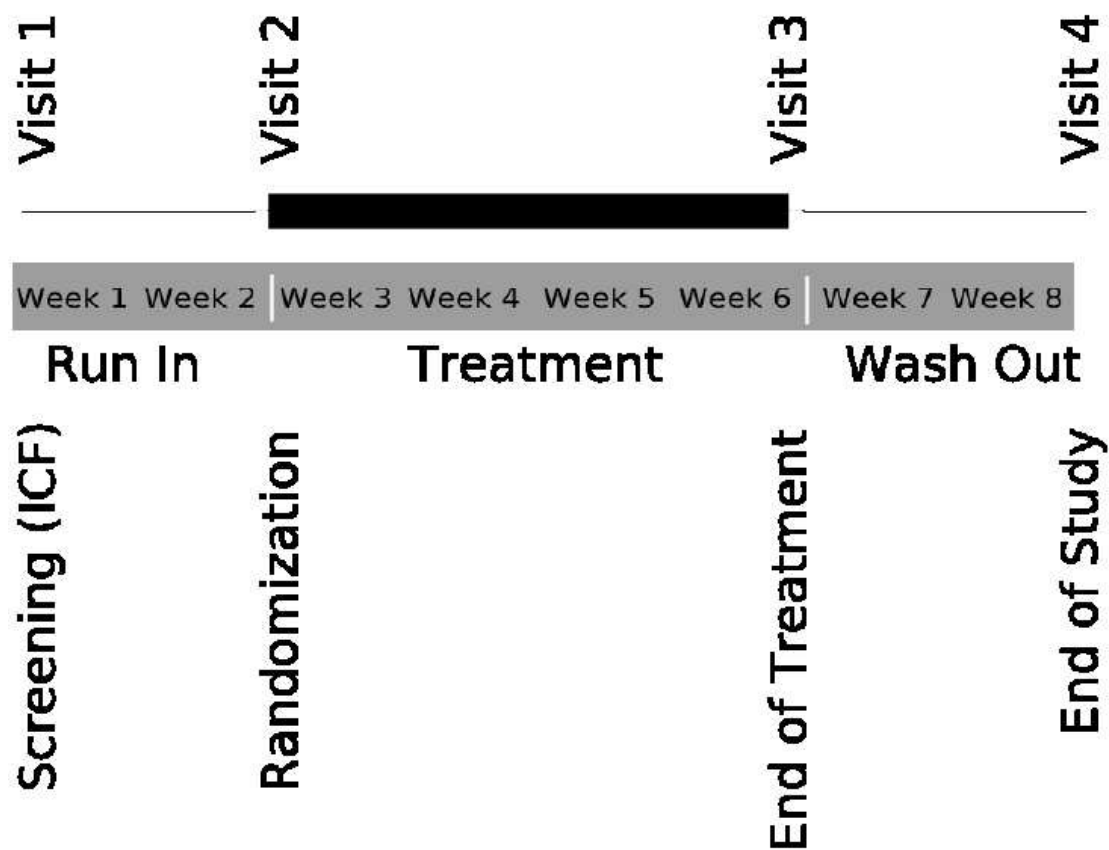 Visit 1
Visit 2
Visit 3
Visit 4
Week 1 Week 2 Week 3 Week 4 Week 5 Week 6 Week 7 Week 8
Run In Treatment Wash Out
Screening (ICF)
Randomization
End of Treatment
End of Study